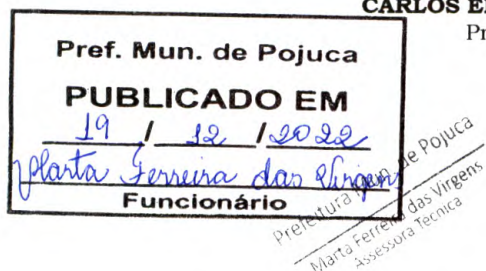 CARLOS E
Pr
Pref. Mun. de Pojuca
PUBLICADO EM
19 / 12 / 2022
Marta Ferreira das Virgens
Funcionário
Prefeitura Mun. de Pojuca
Marta Ferreira das Virgens
Assessora Técnica